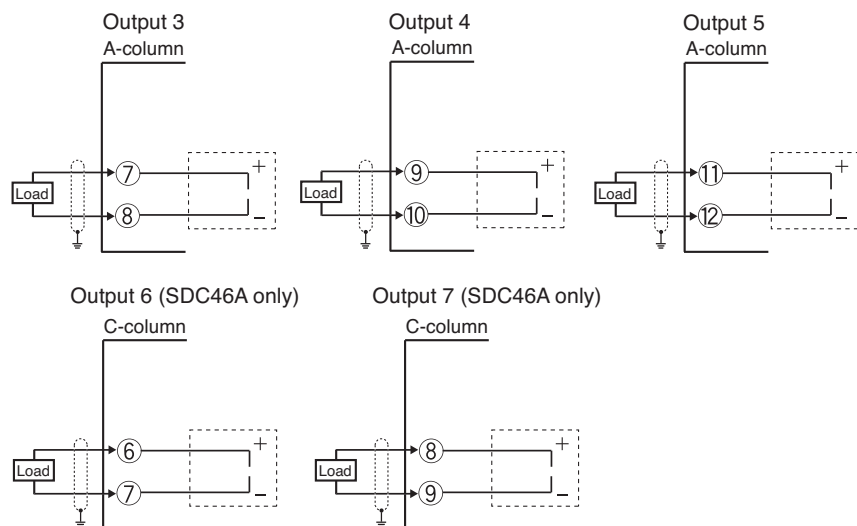 Output 3
A-column
Load
7
8
+
−
Output 4
A-column
Load
9
10
+
−
Output 5
A-column
Load
11
12
+
−
Output 6 (SDC46A only)
C-column
Load
6
7
+
−
Output 7 (SDC46A only)
C-column
Load
8
9
+
−